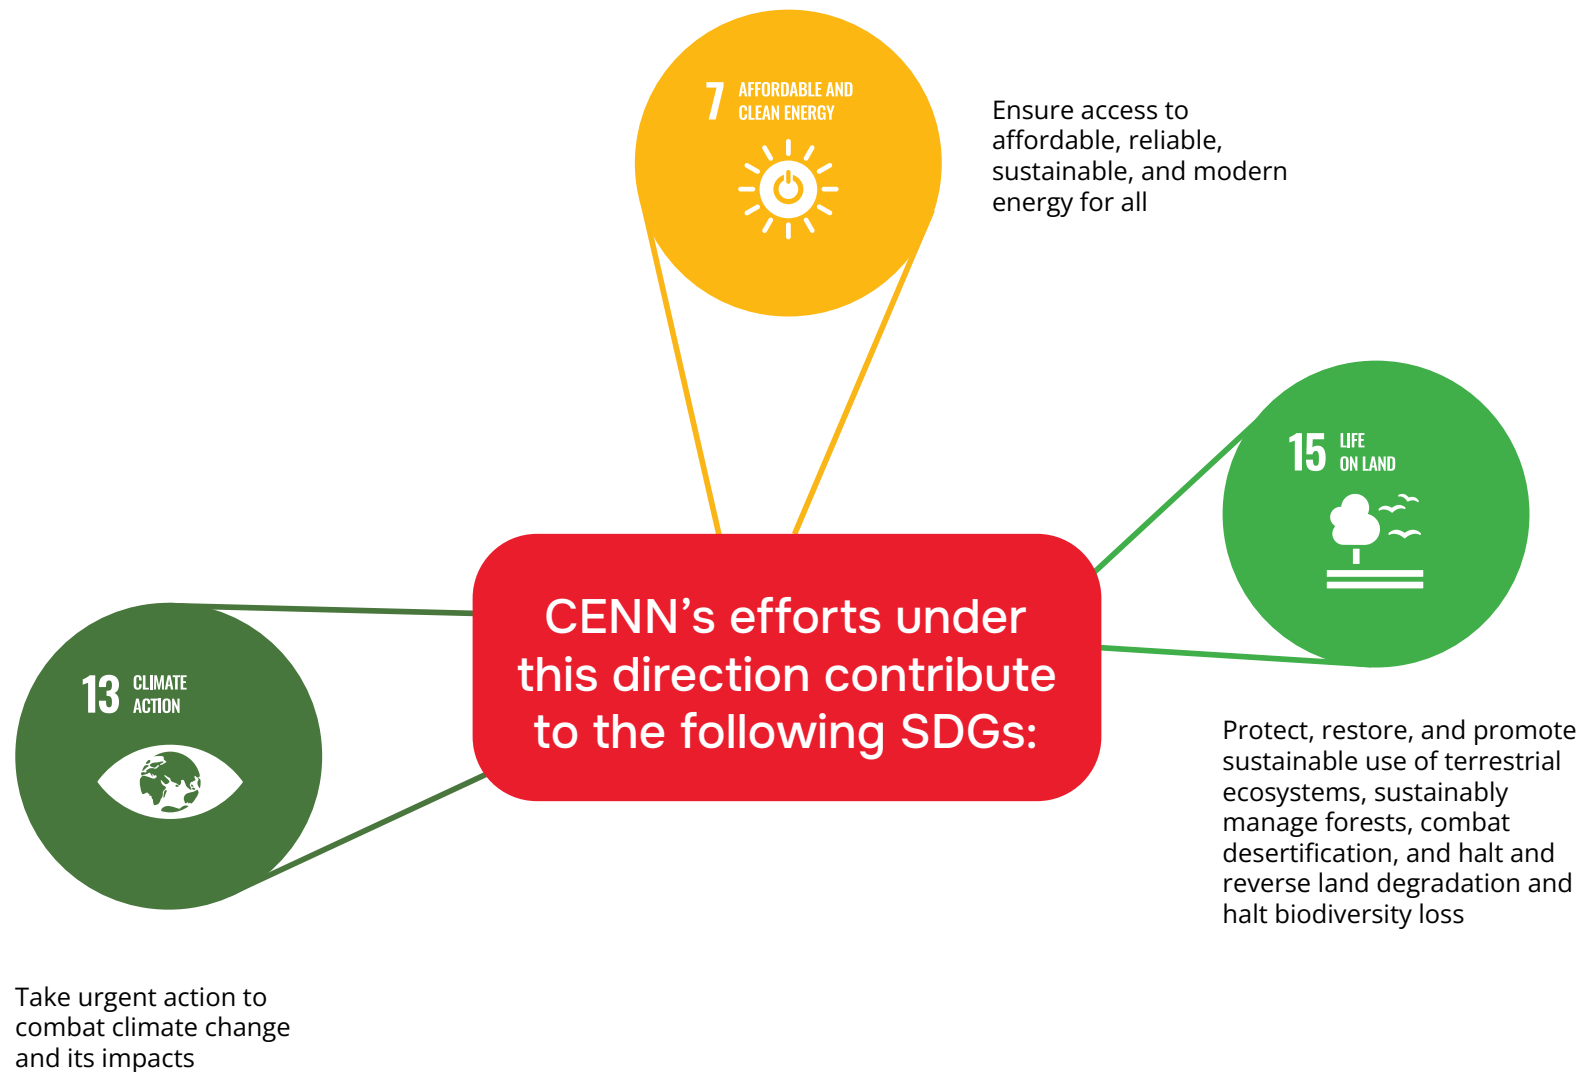 7 AFFORDABLE AND
CLEAN ENERGY
Ensure access to
affordable, reliable,
sustainable, and modern
energy for all
15 LIFE
ON LAND
CENN’s efforts under
this direction contribute
to the following SDGs:
13 CLIMATE
ACTION
Protect, restore, and promote
sustainable use of terrestrial
ecosystems, sustainably
manage forests, combat
desertification, and halt and
reverse land degradation and
halt biodiversity loss
Take urgent action to
combat climate change
and its impacts